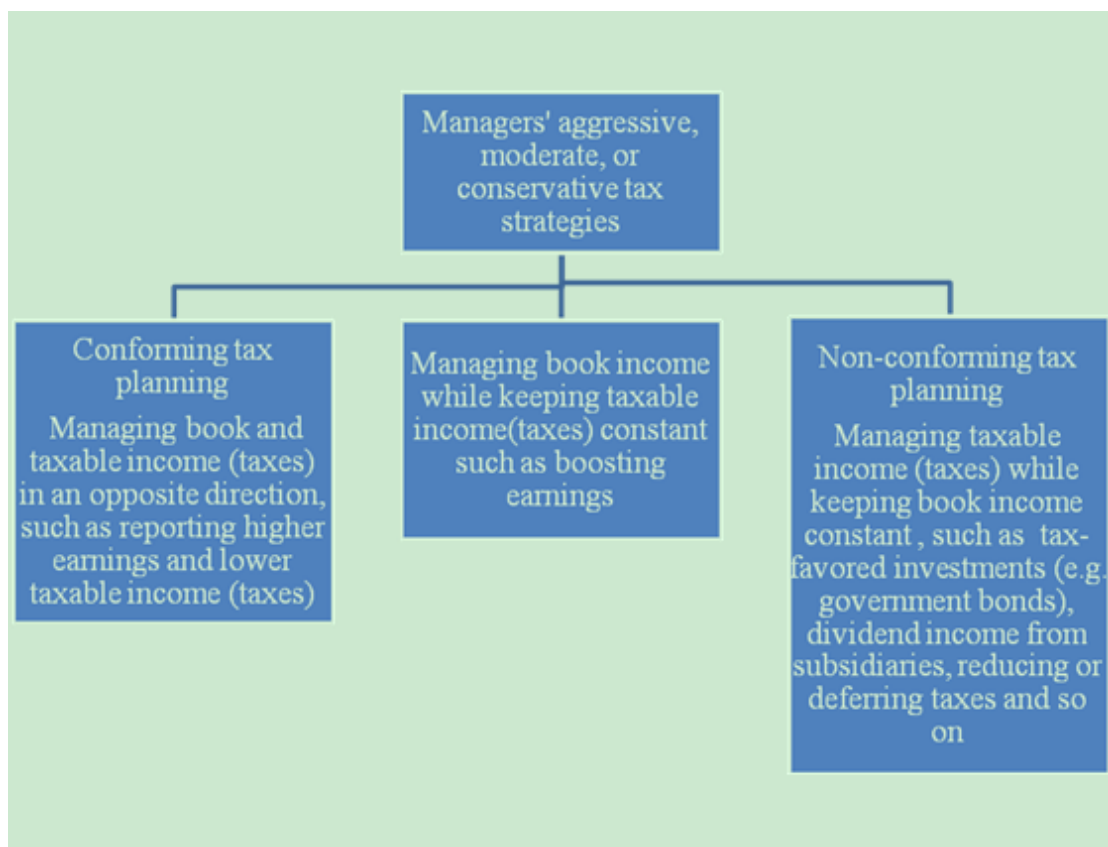 Managers' aggressive,
moderate, or
conservative tax
strategies
Conforming tax
planning
Managing book and
taxable income (taxes)
in an opposite direction,
such as reporting higher
earnings and lower
taxable income (taxes)
Managing book income
while keeping taxable
income(taxes) constant
such as boosting
earnings
Non-conforming tax
planning
Managing taxable
income (taxes) while
keeping book income
constant , such as tax-
favored investments (e.g.
government bonds),
dividend income from
subsidiaries, reducing or
deferring taxes and so
on